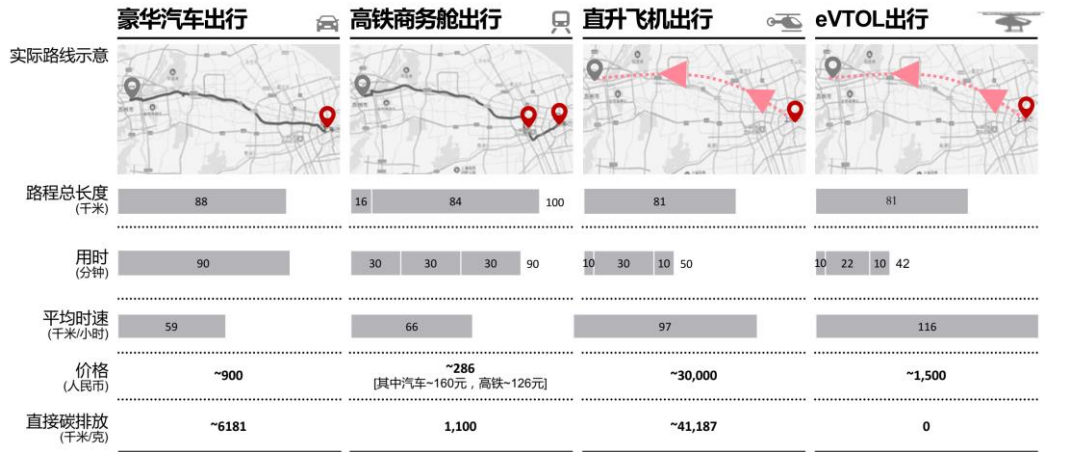 豪华汽车出行
高铁商务舱出行
直升飞机出行
eVTOL出行
实际路线示意
路程总长度
(千米)
88
16 84 100
81
81
用时
(分钟)
90
30 30 30 90
10 30 10 50
10 22 10 42
平均时速
(千米/小时)
59
66
97
116
价格
(人民币)
~900
~286
[其中汽车~160元，高铁~126元]
~30,000
~1,500
直接碳排放
(千米/克)
~6181
1,100
~41,187
0